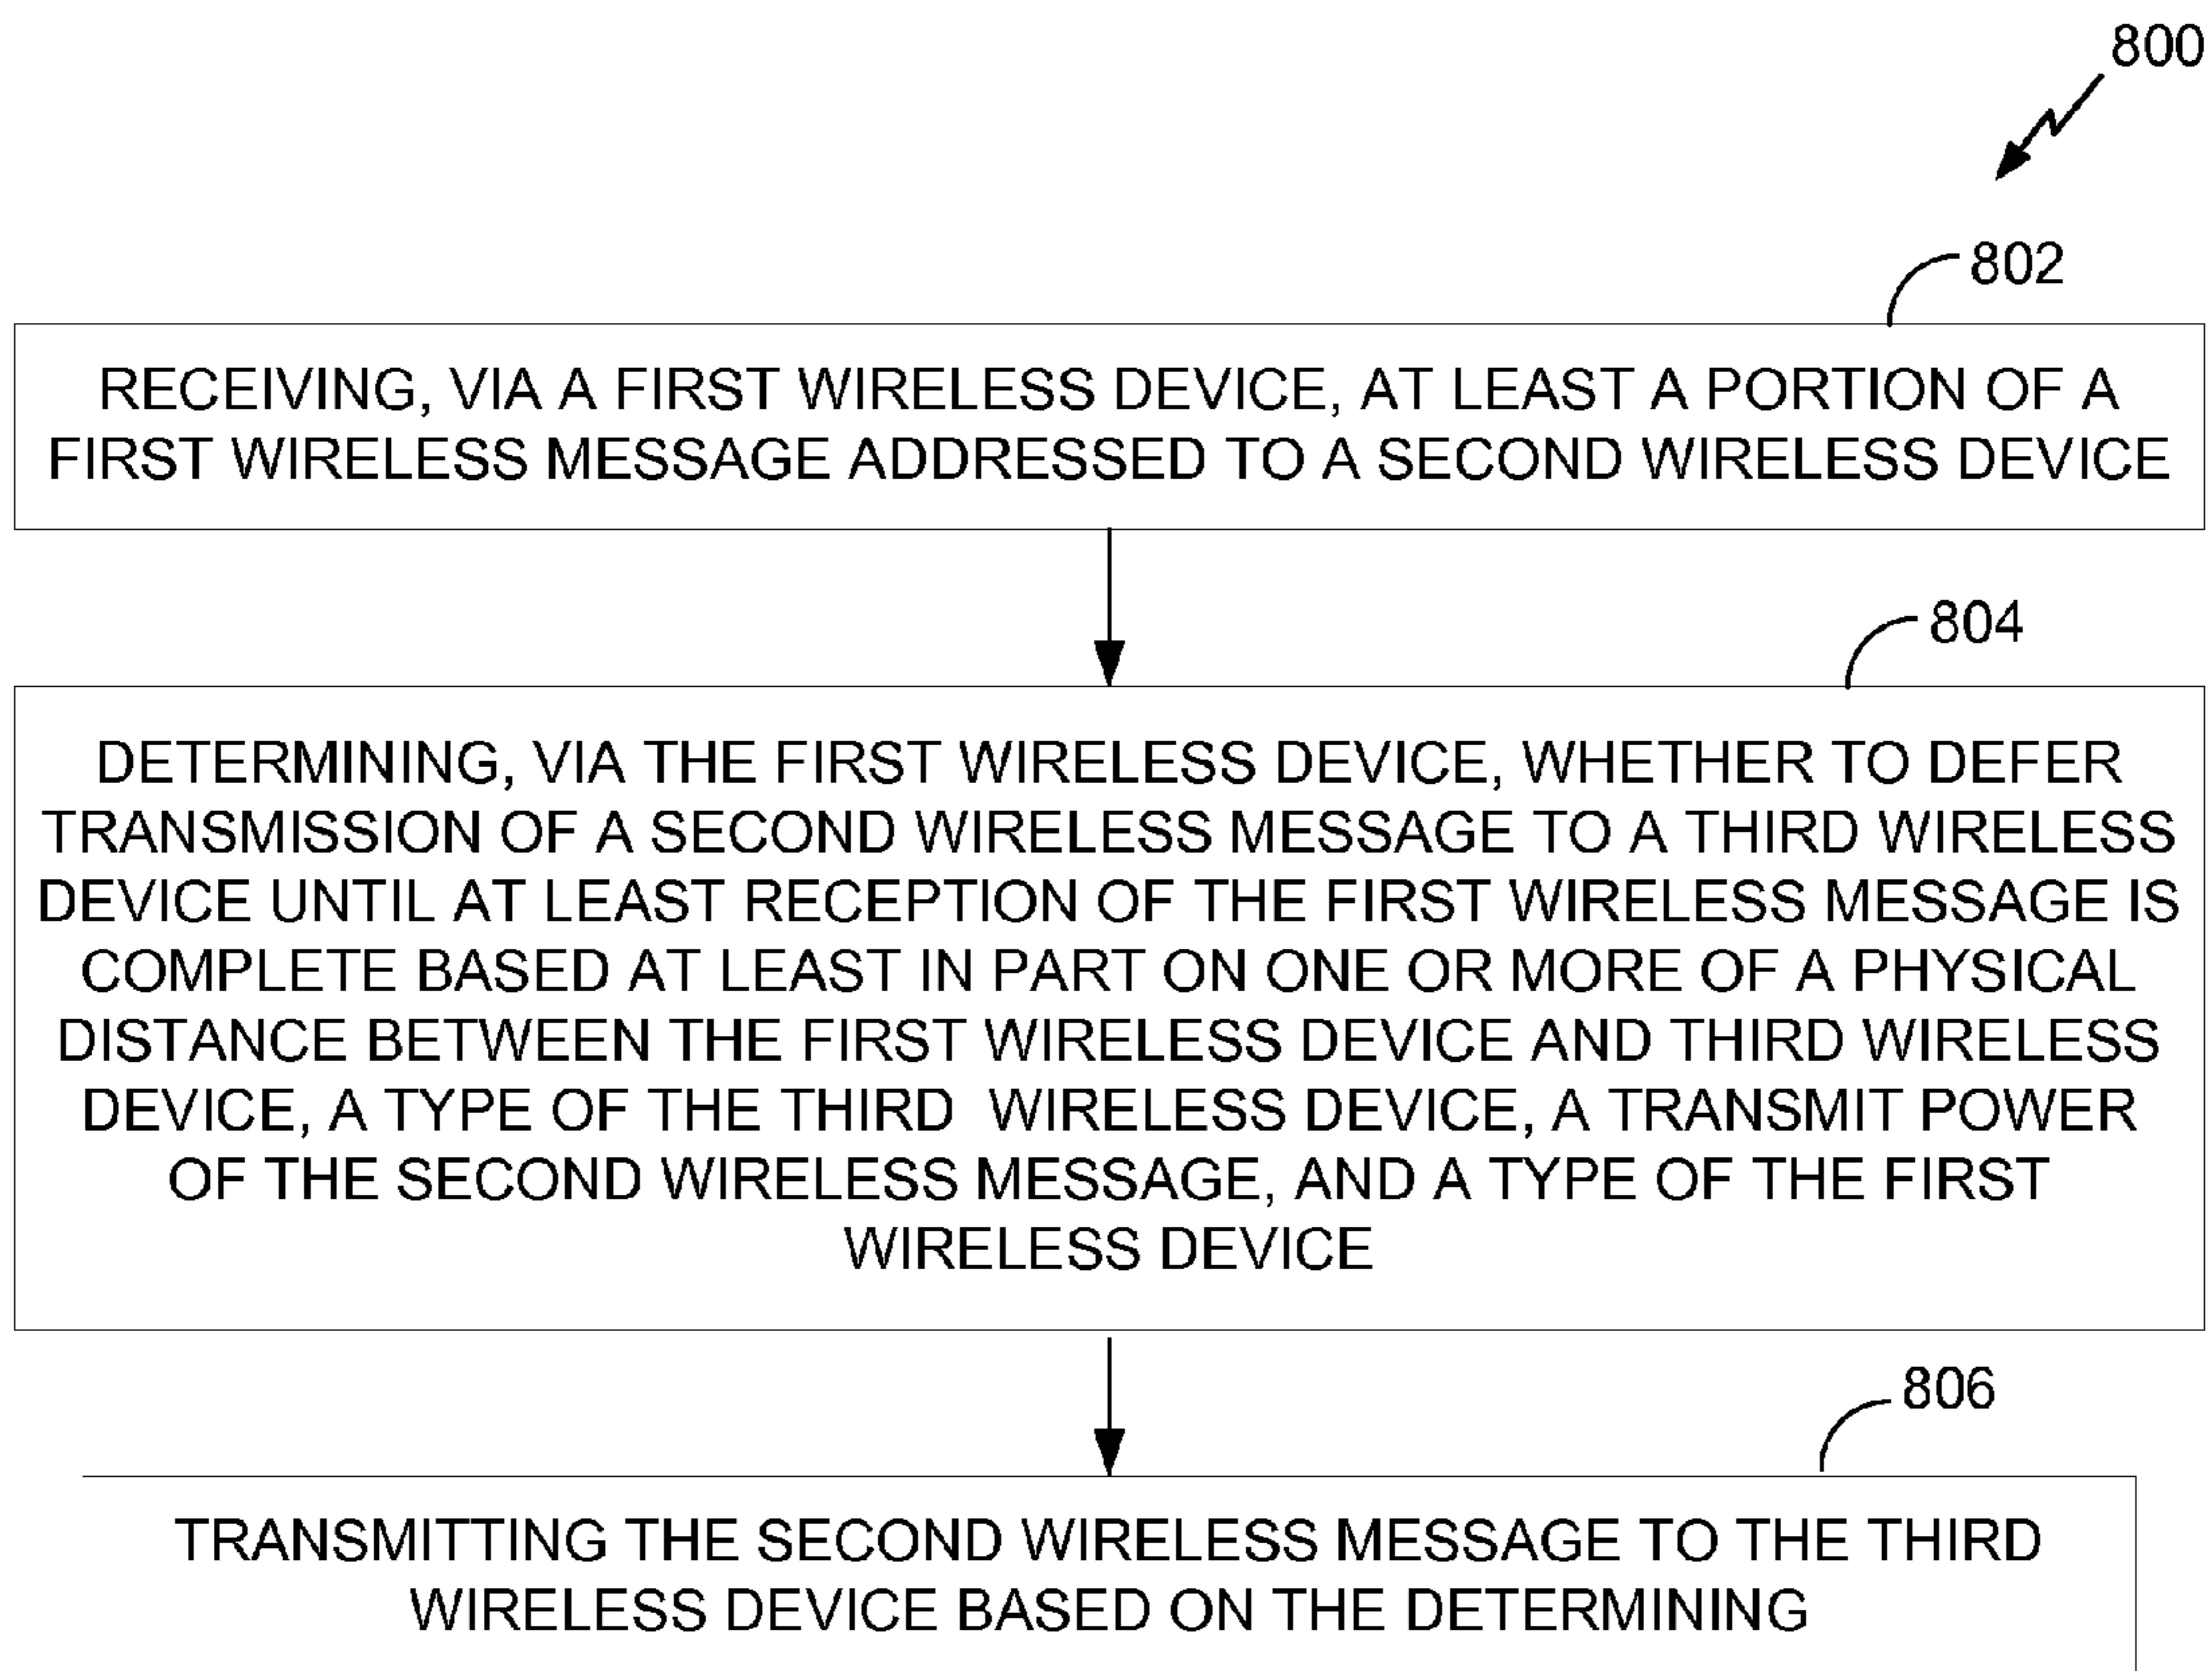 800
802
RECEIVING, VIA A FIRST WIRELESS DEVICE, AT LEAST A PORTION OF A
FIRST WIRELESS MESSAGE ADDRESSED TO A SECOND WIRELESS DEVICE
804
DETERMINING, VIA THE FIRST WIRELESS DEVICE, WHETHER TO DEFER
TRANSMISSION OF A SECOND WIRELESS MESSAGE TO A THIRD WIRELESS
DEVICE UNTIL AT LEAST RECEPTION OF THE FIRST WIRELESS MESSAGE IS
COMPLETE BASED AT LEAST IN PART ON ONE OR MORE OF A PHYSICAL
DISTANCE BETWEEN THE FIRST WIRELESS DEVICE AND THIRD WIRELESS
DEVICE, A TYPE OF THE THIRD WIRELESS DEVICE, A TRANSMIT POWER
OF THE SECOND WIRELESS MESSAGE, AND A TYPE OF THE FIRST
WIRELESS DEVICE
806
TRANSMITTING THE SECOND WIRELESS MESSAGE TO THE THIRD
WIRELESS DEVICE BASED ON THE DETERMINING